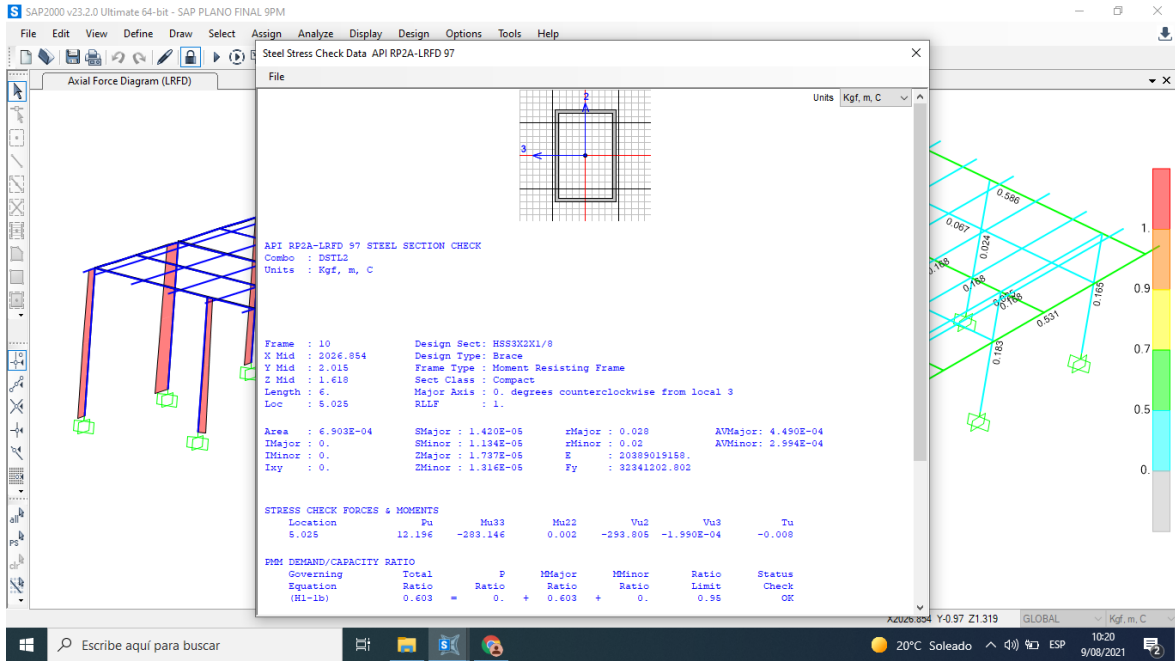 SAP2000 v23.2.0 Ultimate 64-bit - SAP PLANO FINAL 9PM
File Edit View Define Draw Select Assign Analyze Display Design Options Tools Help
Axial Force Diagram (LRFD)
Steel Stress Check Data API RP2A-LRFD 97
File
Units Kgf, m, C
2
3
API RP2A-LRFD 97 STEEL SECTION CHECK
Combo : DSTL2
Units : Kgf, m, C
Frame : 10 Design Sect: HSS3X2X1/8
X Mid : 2026.854 Design Type: Brace
Y Mid : 2.015 Frame Type : Moment Resisting Frame
Z Mid : 1.618 Sect Class : Compact
Length : 6. Major Axis : 0. degrees counterclockwise from local 3
Loc : 5.025 RLLF : 1.
Area : 6.903E-04 SMajor : 1.420E-05 rMajor : 0.028 AVMajor: 4.490E-04
IMajor : 0. SMinor : 1.134E-05 rMinor : 0.02 AVMinor: 2.994E-04
IMinor : 0. ZMajor : 1.737E-05 E : 20389019158.
Ixy : 0. ZMinor : 1.316E-05 Fy : 32341202.802
STRESS CHECK FORCES & MOMENTS
Location Pu Mu33 Mu22 Vu2 Vu3 Tu
5.025 12.196 -283.146 0.002 -293.805 -1.990E-04 -0.008
PMM DEMAND/CAPACITY RATIO
Governing Total P MMajor MMinor Ratio Status
Equation Ratio Ratio Ratio Ratio Limit Check
(H1-1b) 0.603 = 0. + 0.603 + 0. 0.95 OK
0.586
0.067
0.024
0.168
0.168
0.168
0.165
0.531
0.183
1.
0.9
0.7
0.5
0.
all
PS
clr
X2026.854 Y-0.97 Z1.319 GLOBAL Kgf, m, C
Escribe aquí para buscar
20°C Soleado ESP
10:20
9/08/2021
2